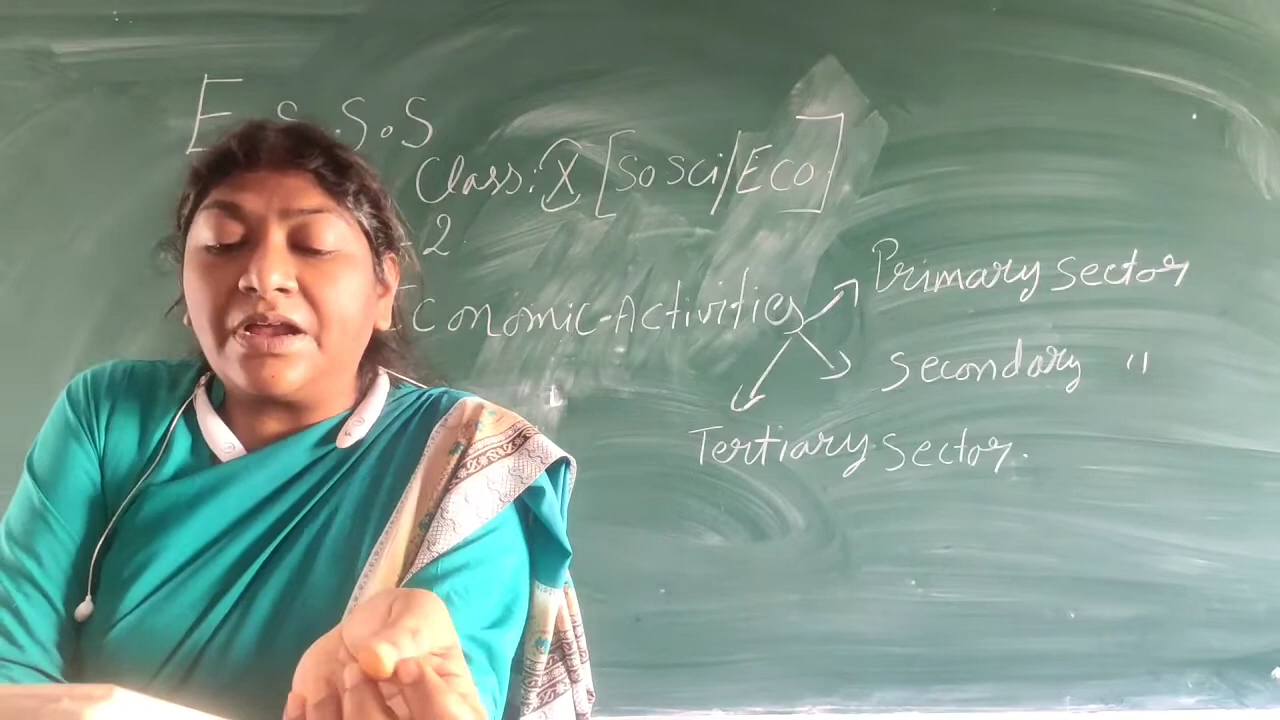 E S.S.S
Class: X [So Sci/Eco]
2
Economic-Activities
Primary Sector
Secondary "
Tertiary Sector.